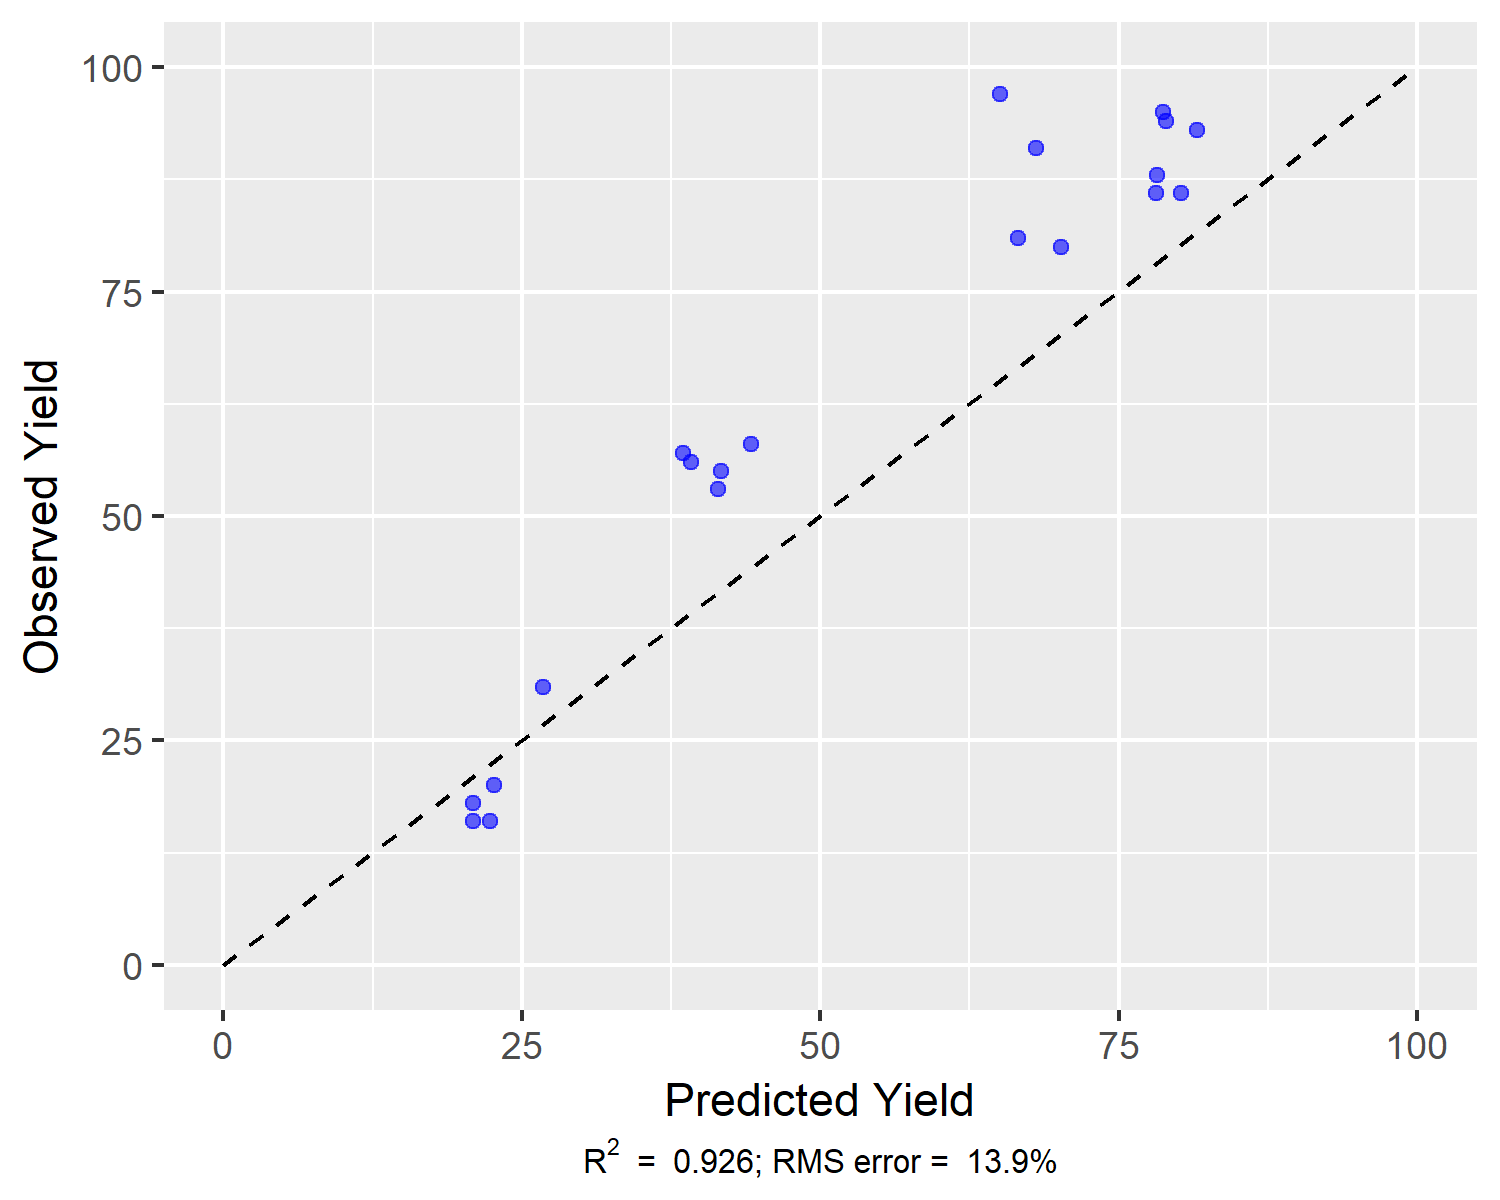 100
75
50
25
0
Observed Yield
0 25 50 75 100
Predicted Yield
R² = 0.926; RMS error = 13.9%